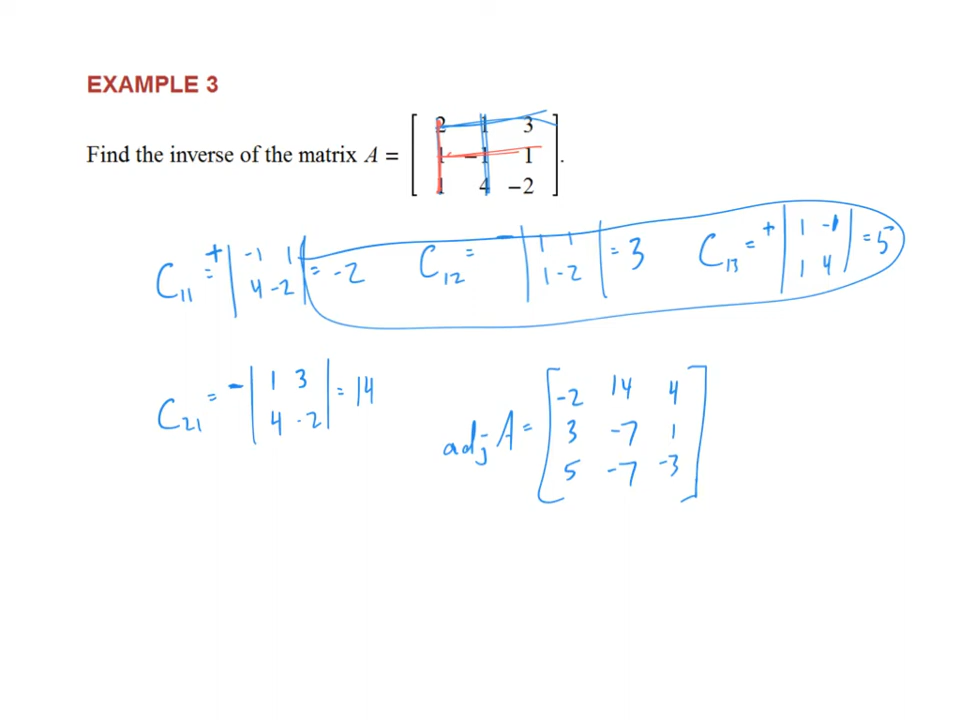 EXAMPLE 3
2 1 3
Find the inverse of the matrix A = [ 1 −1 1 ].
1 4 −2
C11 = + | -1 1 | = -2 C12 = - | 1 1 | = 3 C13 = + | 1 -1 | = 5
4 -2 1 -2 1 4
C21 = - | 1 3 | = 14
4 -2
-2 14 4
adj A = [ 3 -7 1 ]
5 -7 -3